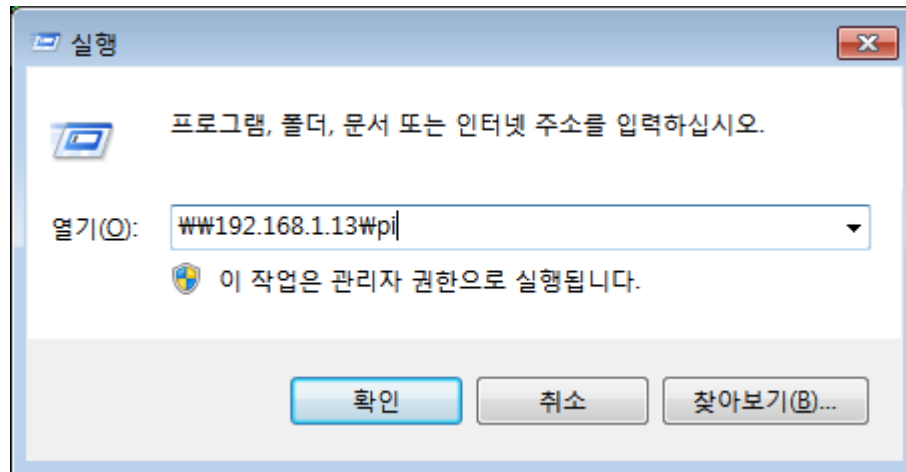 실행
프로그램, 폴더, 문서 또는 인터넷 주소를 입력하십시오.
열기(O): ₩₩192.168.1.13₩pi
이 작업은 관리자 권한으로 실행됩니다.
확인 취소 찾아보기(B)...